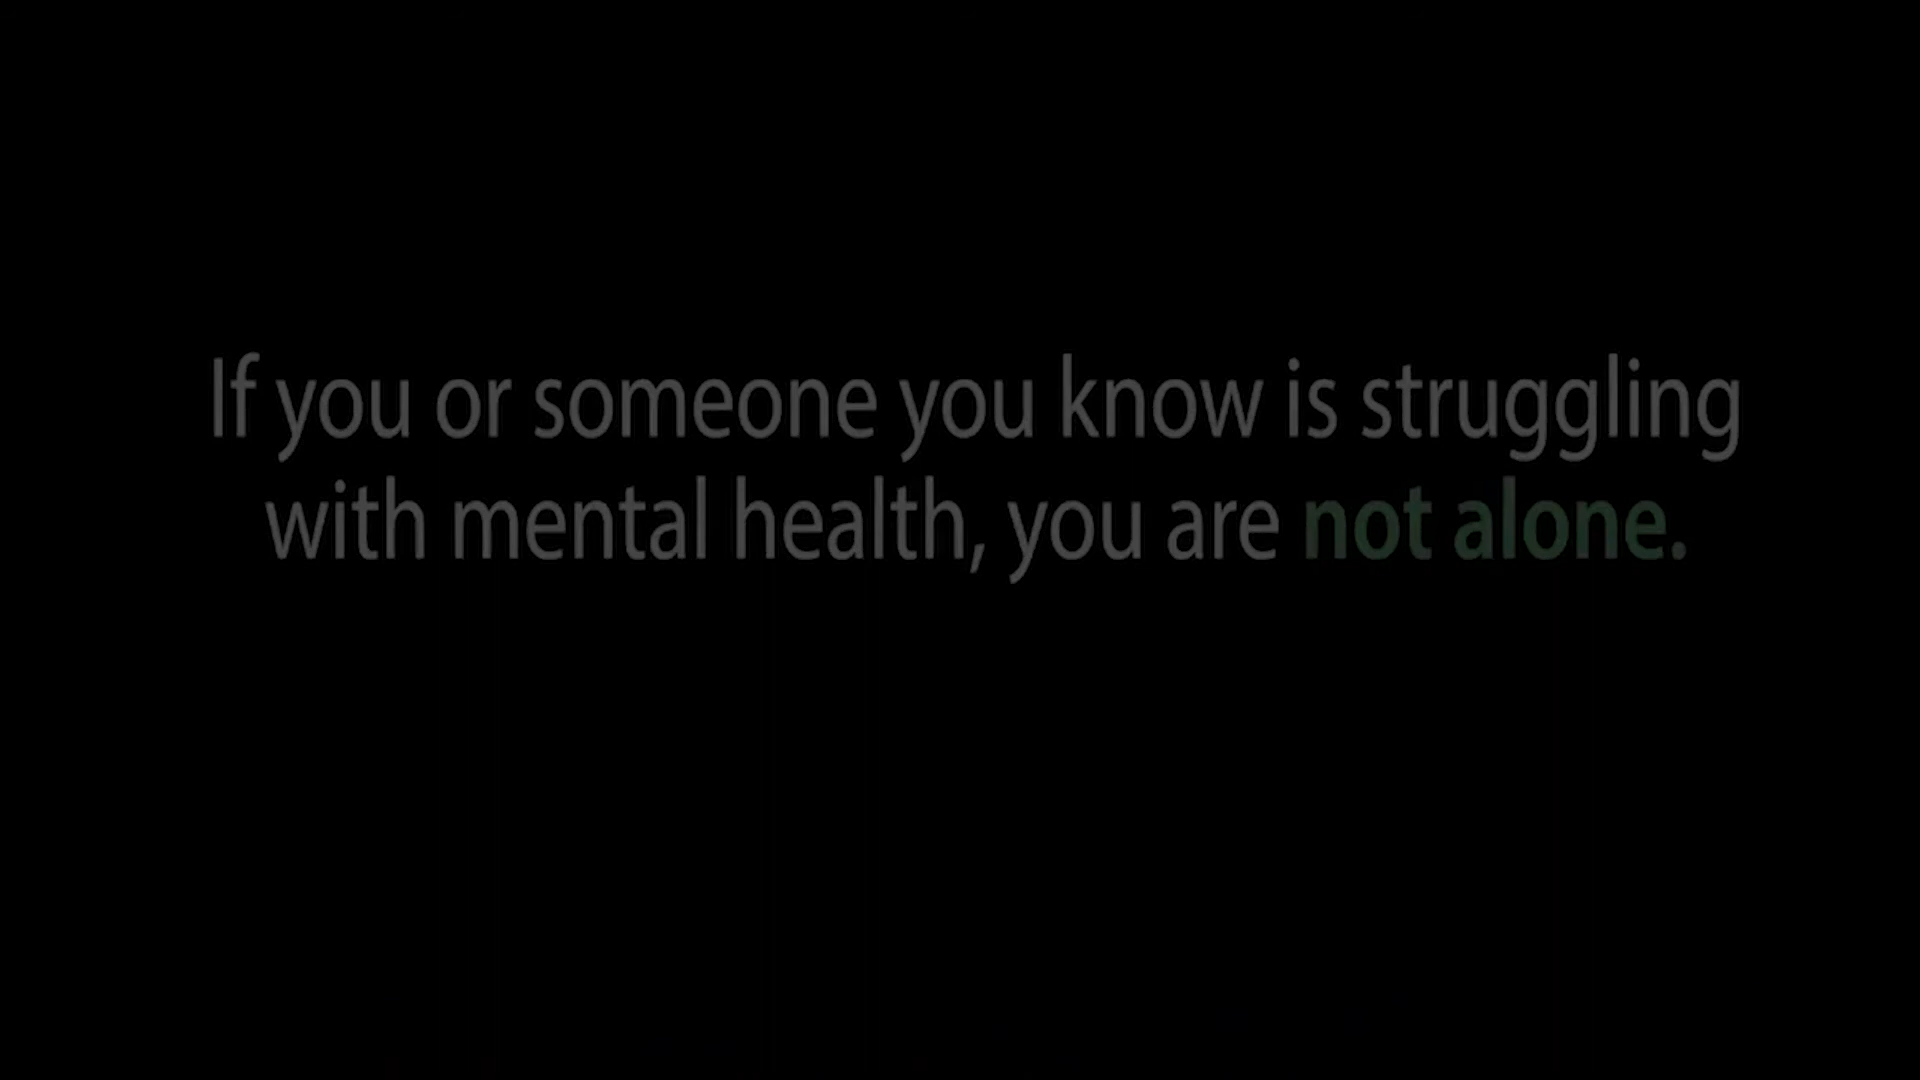 If you or someone you know is struggling
with mental health, you are not alone.